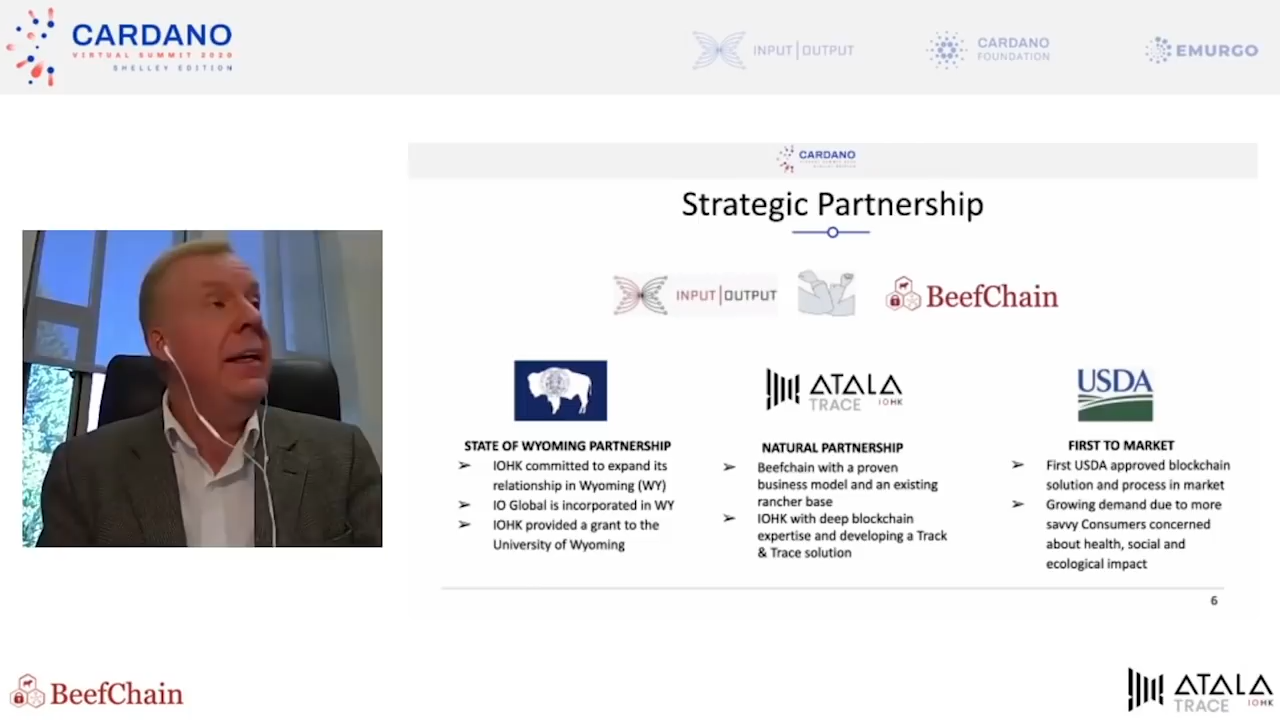 CARDANO
VIRTUAL SUMMIT 2020
SHELLEY EDITION
INPUT|OUTPUT
CARDANO
FOUNDATION
EMURGO
CARDANO
Strategic Partnership
INPUT|OUTPUT
BeefChain
STATE OF WYOMING PARTNERSHIP
➢ IOHK committed to expand its
relationship in Wyoming (WY)
➢ IO Global is incorporated in WY
➢ IOHK provided a grant to the
University of Wyoming
ATALA
TRACE IOHK
NATURAL PARTNERSHIP
➢ Beefchain with a proven
business model and an existing
rancher base
➢ IOHK with deep blockchain
expertise and developing a Track
& Trace solution
USDA
FIRST TO MARKET
➢ First USDA approved blockchain
solution and process in market
➢ Growing demand due to more
savvy Consumers concerned
about health, social and
ecological impact
6
BeefChain
ATALA
TRACE IOHK